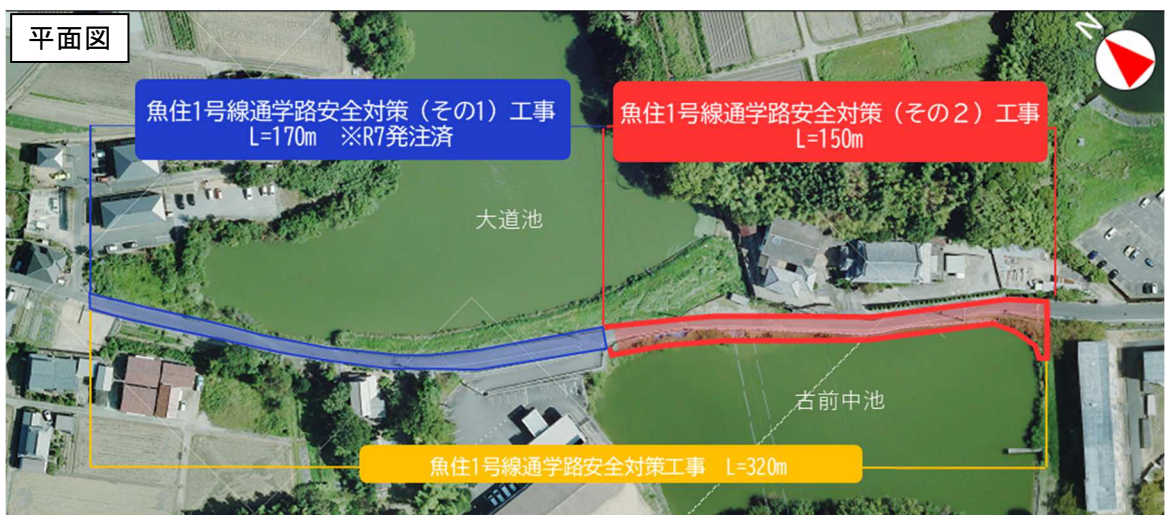 平面図
N
魚住1号線通学路安全対策（その1）工事
L=170m　※R7発注済
魚住1号線通学路安全対策（その２）工事
L=150m
大道池
古前中池
魚住1号線通学路安全対策工事　L=320m